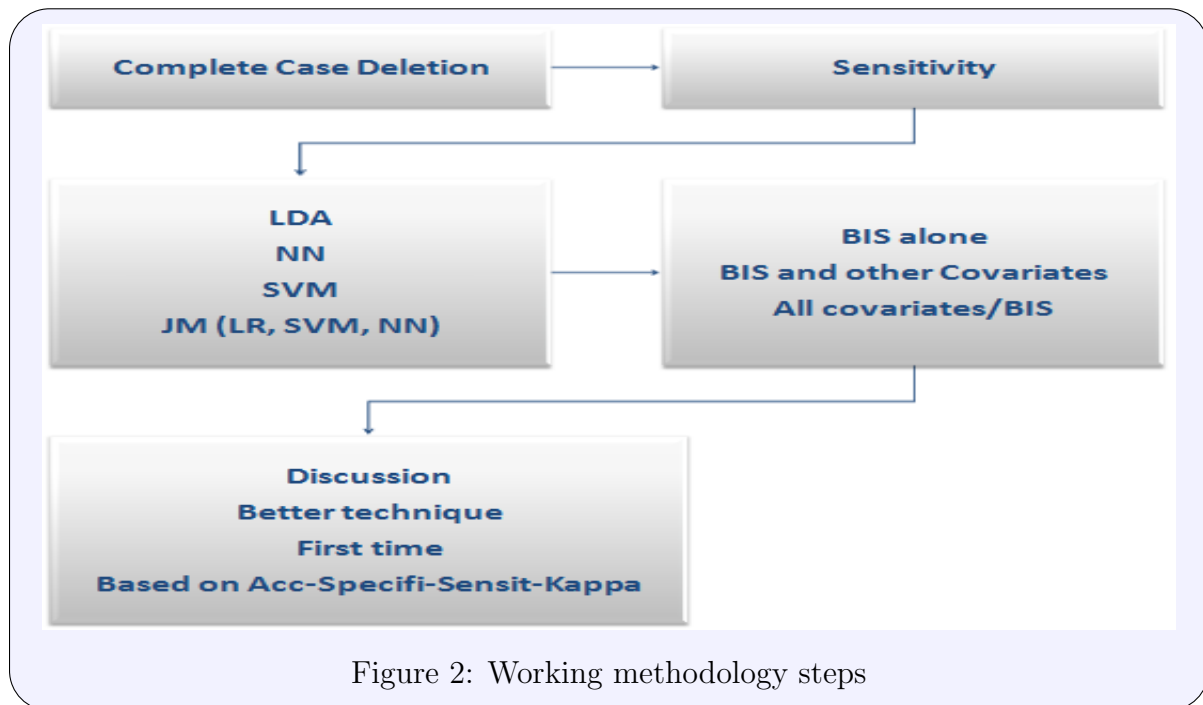 Complete Case Deletion
Sensitivity
LDA
NN
SVM
JM (LR, SVM, NN)
BIS alone
BIS and other Covariates
All covariates/BIS
Discussion
Better technique
First time
Based on Acc-Specifi-Sensit-Kappa
Figure 2: Working methodology steps